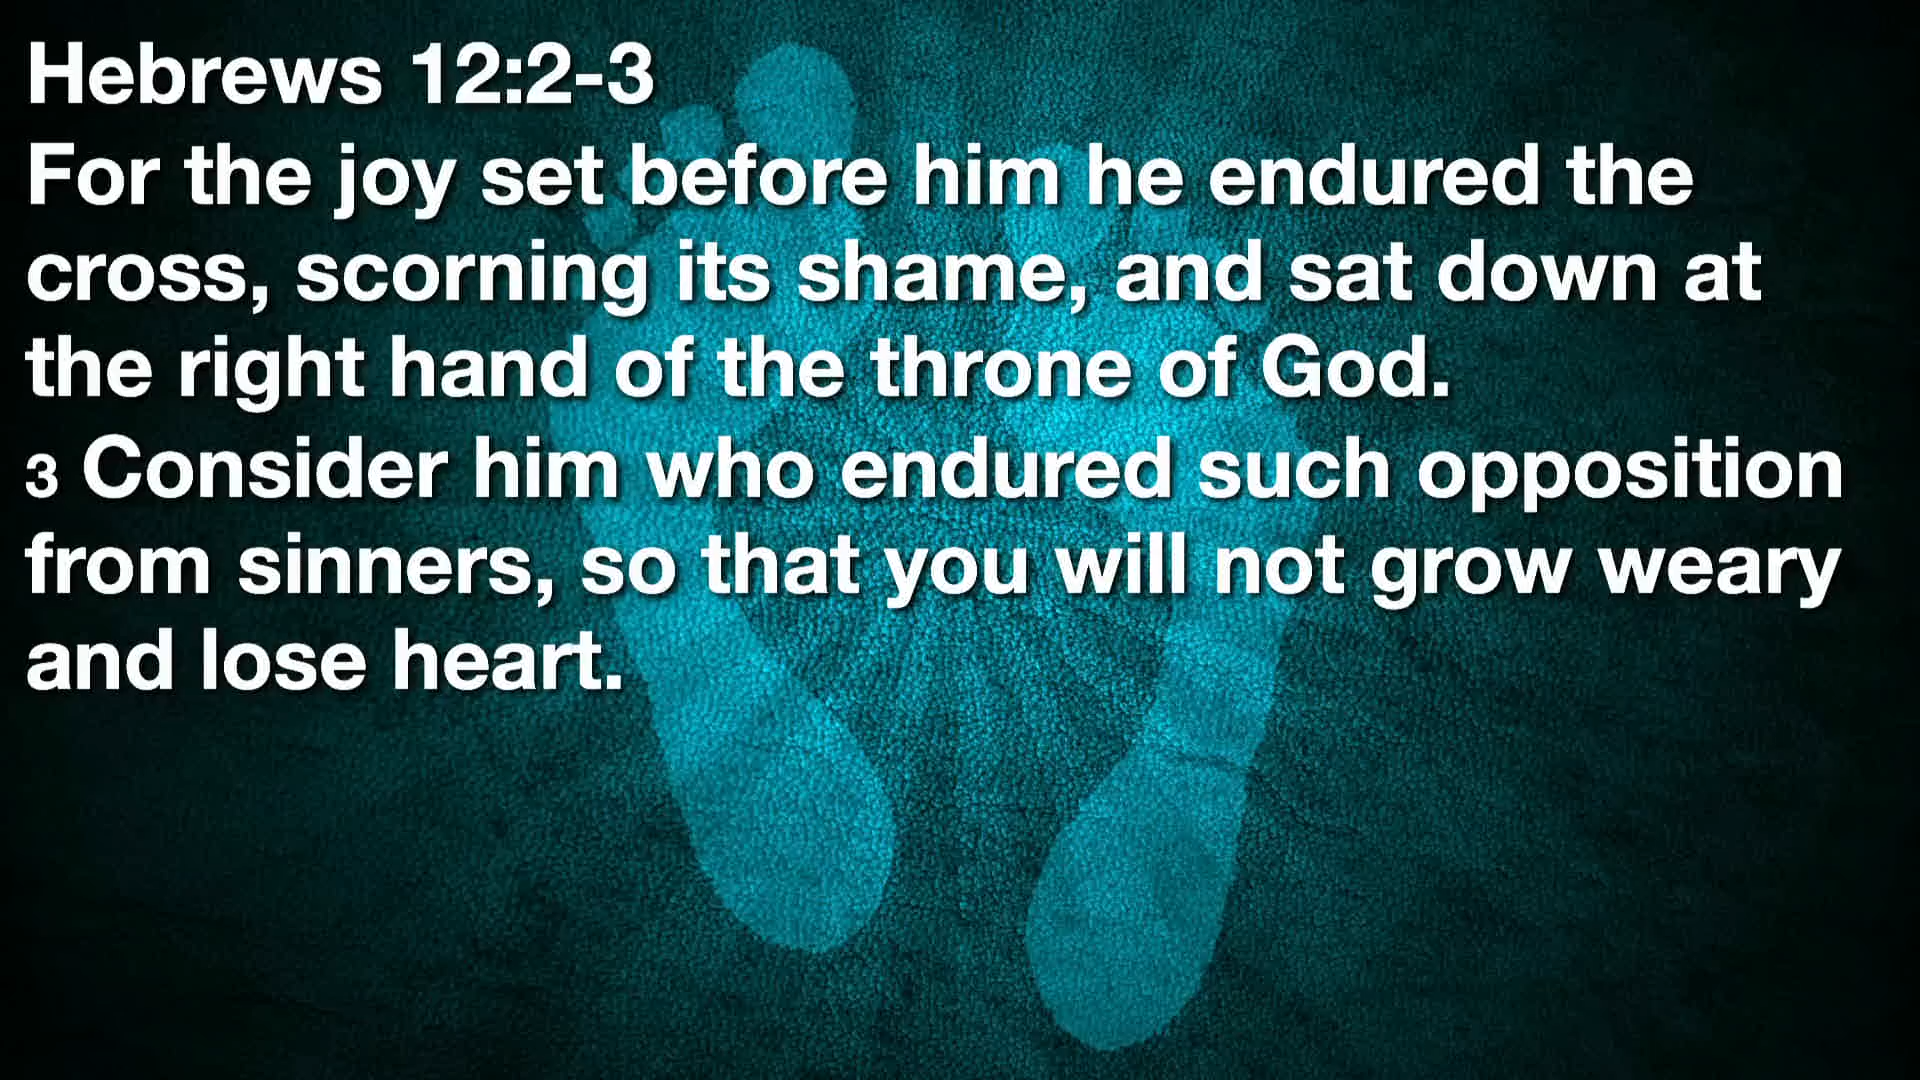 Hebrews 12:2-3
For the joy set before him he endured the
cross, scorning its shame, and sat down at
the right hand of the throne of God.
3 Consider him who endured such opposition
from sinners, so that you will not grow weary
and lose heart.